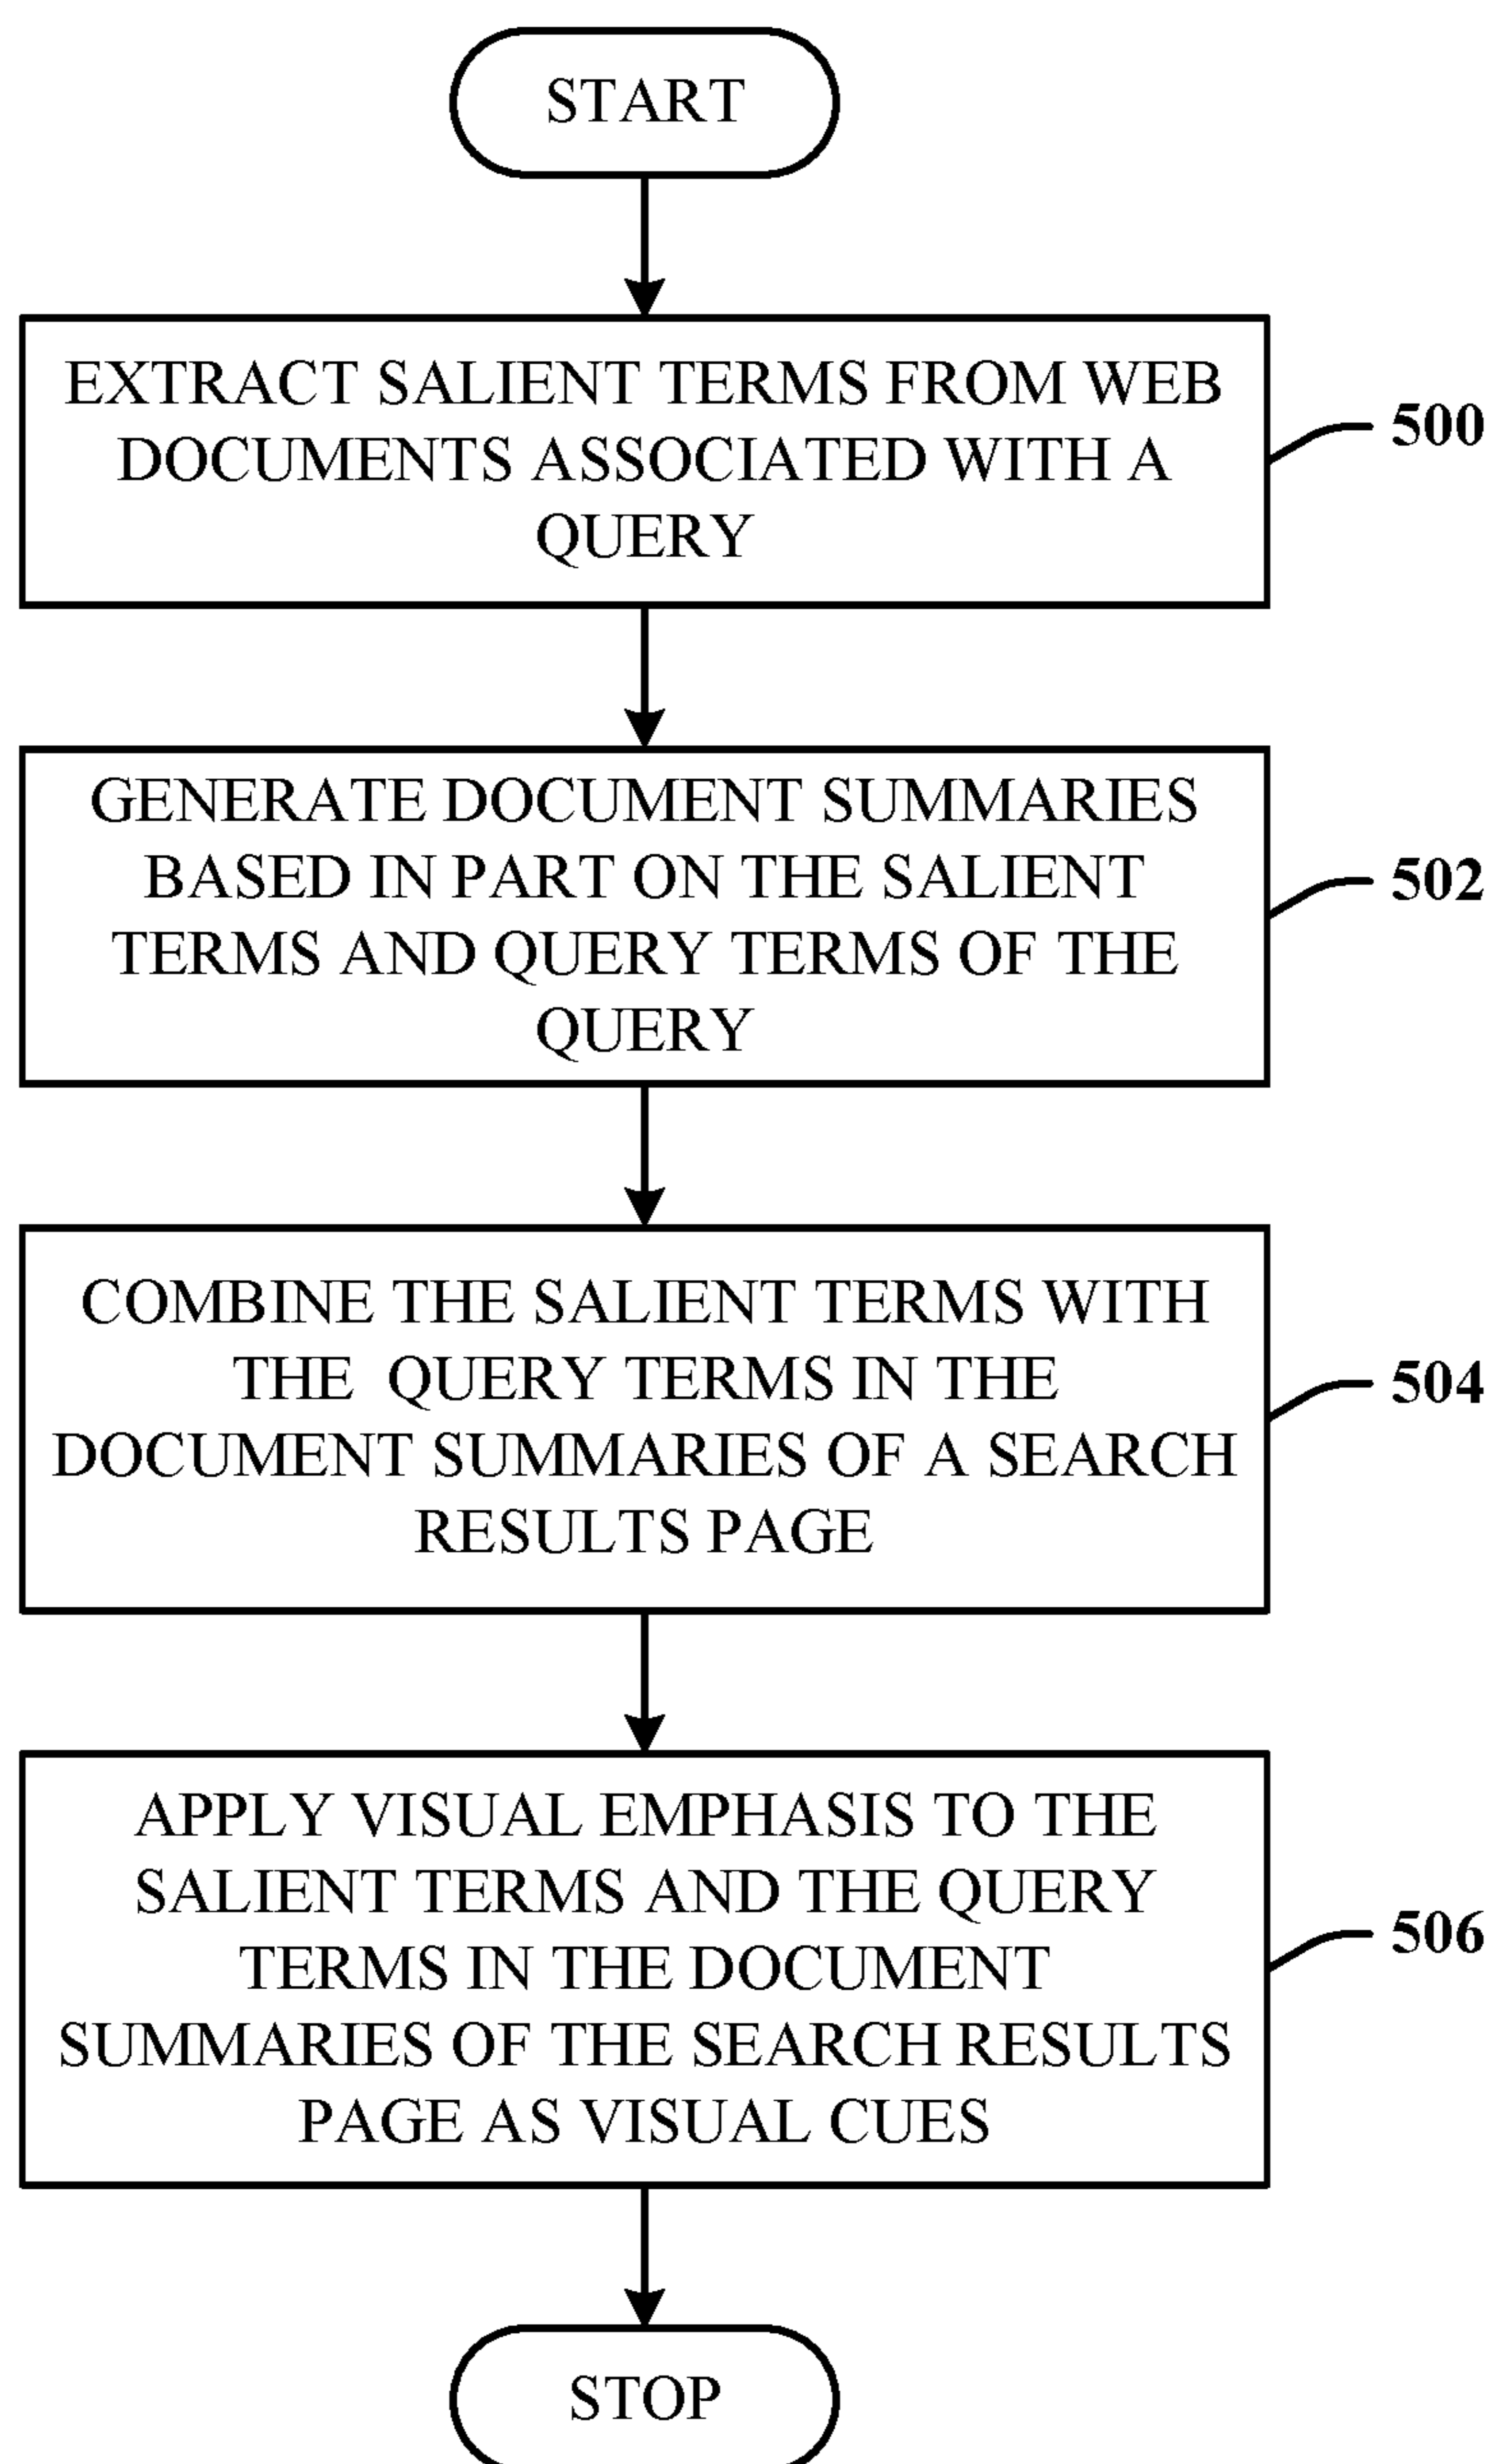 START
EXTRACT SALIENT TERMS FROM WEB
DOCUMENTS ASSOCIATED WITH A
QUERY
500
GENERATE DOCUMENT SUMMARIES
BASED IN PART ON THE SALIENT
TERMS AND QUERY TERMS OF THE
QUERY
502
COMBINE THE SALIENT TERMS WITH
THE QUERY TERMS IN THE
DOCUMENT SUMMARIES OF A SEARCH
RESULTS PAGE
504
APPLY VISUAL EMPHASIS TO THE
SALIENT TERMS AND THE QUERY
TERMS IN THE DOCUMENT
SUMMARIES OF THE SEARCH RESULTS
PAGE AS VISUAL CUES
506
STOP